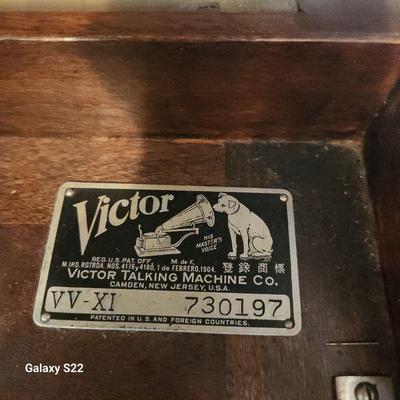 Victor
HIS
MASTER'S
VOICE
REG. U.S. PAT. OFF. M. de F.
M. IND. RGTRDA. NOS. 4176 y 4180, 1 de FEBRERO, 1904. 登錄商標
VICTOR TALKING MACHINE CO.
CAMDEN, NEW JERSEY, U.S.A.
VV-XI 730197
PATENTED IN U.S. AND FOREIGN COUNTRIES.
Galaxy S22